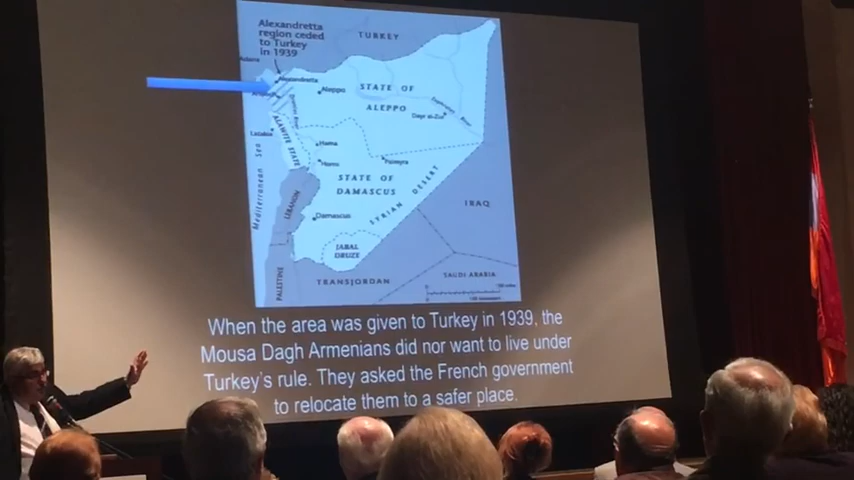 Alexandretta
region ceded
to Turkey
in 1939
TURKEY
Adana
Alexandretta
Aleppo
STATE OF
ALEPPO
Dayr al-Zor
ALAWITE STATE
Latakia
Hama
Homs
Palmyra
Mediterranean Sea
STATE OF
DAMASCUS
SYRIAN DESERT
LEBANON
IRAQ
Damascus
JABAL
DRUZE
PALESTINE
TRANSJORDAN
SAUDI ARABIA
When the area was given to Turkey in 1939, the
Mousa Dagh Armenians did nor want to live under
Turkey's rule. They asked the French government
to relocate them to a safer place.